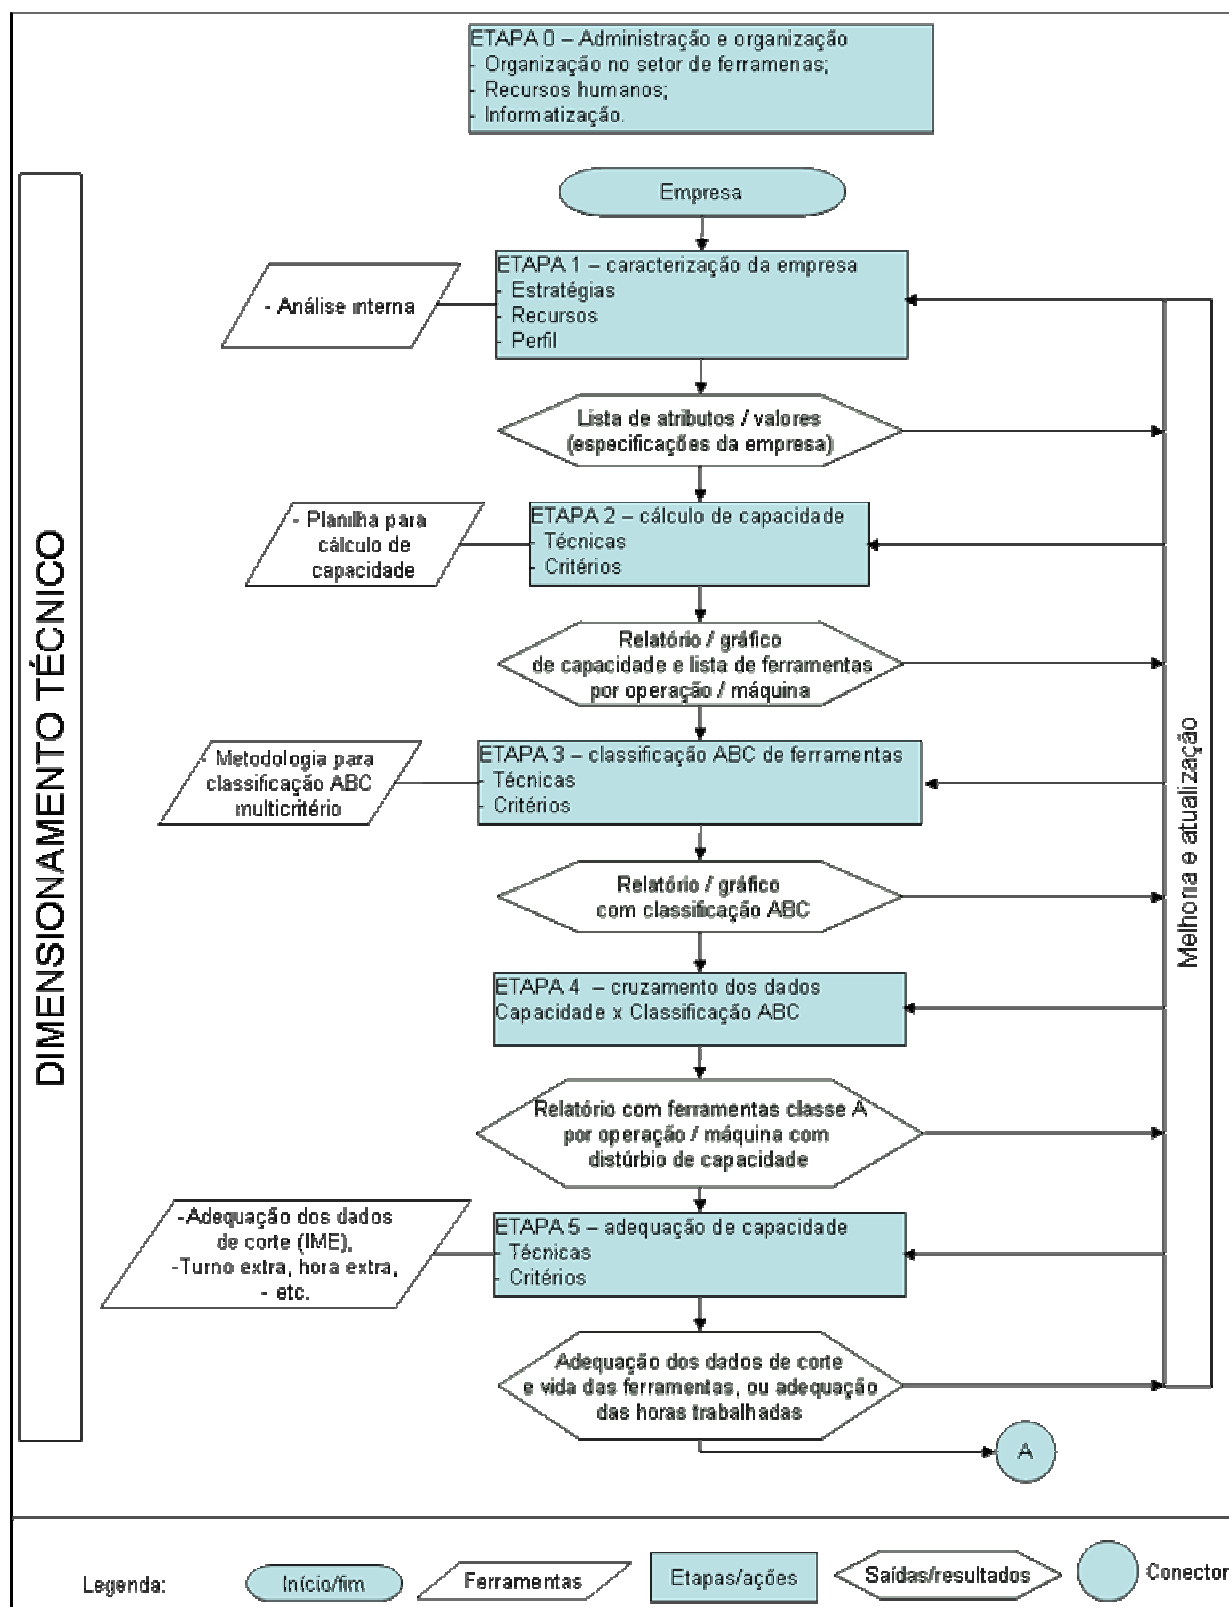 ETAPA 0 – Administração e organização
- Organização no setor de ferramenas;
- Recursos humanos;
- Informatização.
DIMENSIONAMENTO TÉCNICO
Empresa
ETAPA 1 – caracterização da empresa
- Estratégias
- Recursos
- Perfil
- Análise interna
Lista de atributos / valores
(especificações da empresa)
ETAPA 2 – cálculo de capacidade
- Técnicas
- Critérios
- Planilha para
cálculo de
capacidade
Relatório / gráfico
de capacidade e lista de ferramentas
por operação / máquina
ETAPA 3 – classificação ABC de ferramentas
- Técnicas
- Critérios
- Metodologia para
classificação ABC
multicritério
Relatório / gráfico
com classificação ABC
Melhoria e atualização
ETAPA 4 – cruzamento dos dados
Capacidade x Classificação ABC
Relatório com ferramentas classe A
por operação / máquina com
distúrbio de capacidade
ETAPA 5 – adequação de capacidade
- Técnicas
- Critérios
-Adequação dos dados
de corte (IME),
-Turno extra, hora extra,
- etc.
Adequação dos dados de corte
e vida das ferramentas, ou adequação
das horas trabalhadas
A
Legenda:
Início/fim
Ferramentas
Etapas/ações
Saídas/resultados
Conector